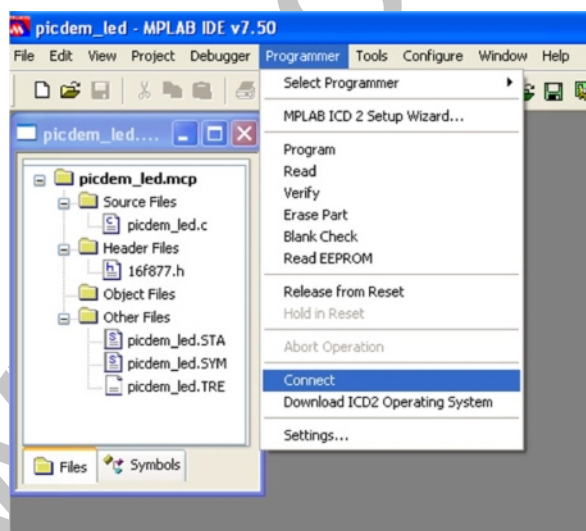 picdem_led - MPLAB IDE v7.50
File Edit View Project Debugger Programmer Tools Configure Window Help
picdem_led....
picdem_led.mcp
Source Files
picdem_led.c
Header Files
16f877.h
Object Files
Other Files
picdem_led.STA
picdem_led.SYM
picdem_led.TRE
Files Symbols
Select Programmer
MPLAB ICD 2 Setup Wizard...
Program
Read
Verify
Erase Part
Blank Check
Read EEPROM
Release from Reset
Hold in Reset
Abort Operation
Connect
Download ICD2 Operating System
Settings...